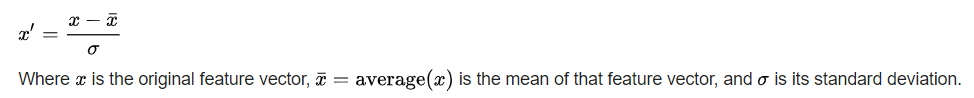 x′ = (x − x̄) / σ
Where x is the original feature vector, x̄ = average(x) is the mean of that feature vector, and σ is its standard deviation.